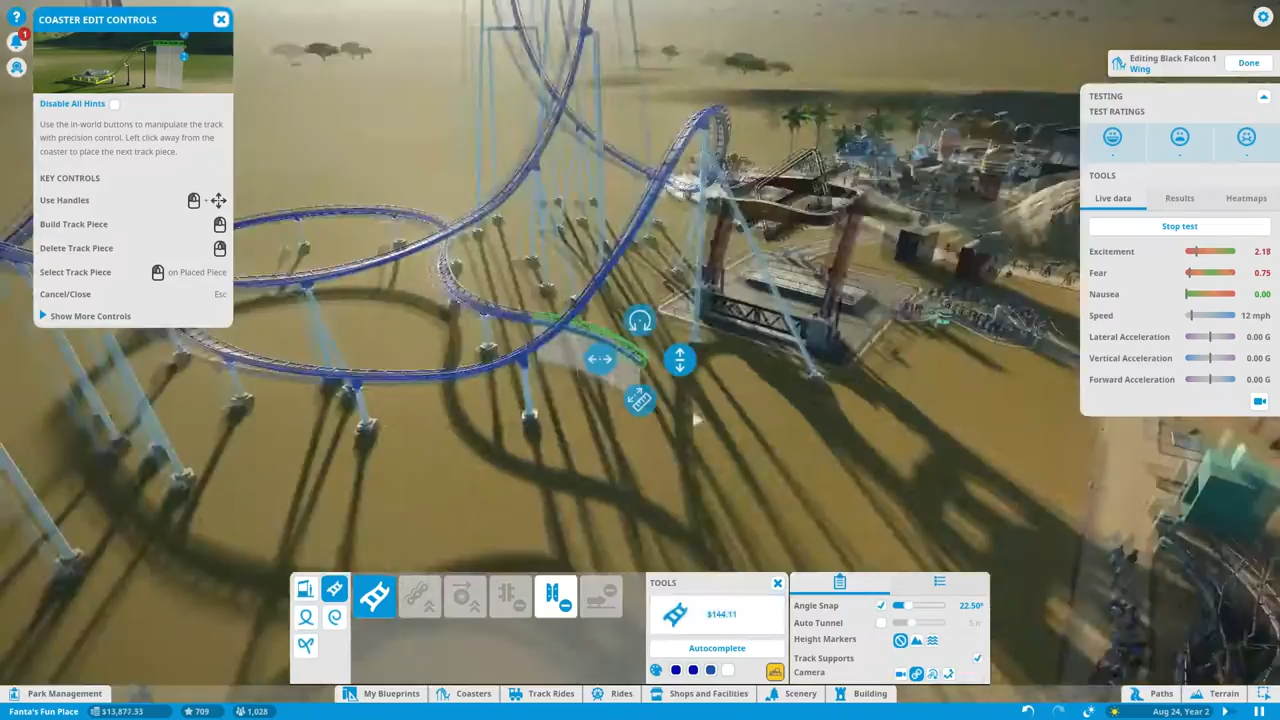 COASTER EDIT CONTROLS
?
1
Disable All Hints
Use the in-world buttons to manipulate the track
with precision control. Left click away from the
coaster to place the next track piece.
KEY CONTROLS
Use Handles
+
Build Track Piece
Delete Track Piece
Select Track Piece
on Placed Piece
Cancel/Close
Esc
Show More Controls
Editing Black Falcon 1
Wing
Done
TESTING
TEST RATINGS
- - -
TOOLS
Live data
Results
Heatmaps
Stop test
Excitement
2.18
Fear
0.75
Nausea
0.00
Speed
12 mph
Lateral Acceleration
0.00 G
Vertical Acceleration
0.00 G
Forward Acceleration
0.00 G
TOOLS
$144.11
Autocomplete
Angle Snap
22.50°
Auto Tunnel
5 m
Height Markers
Track Supports
Camera
Park Management
My Blueprints
Coasters
Track Rides
Rides
Shops and Facilities
Scenery
Building
Paths
Terrain
Fanta's Fun Place
$13,877.33
709
1,028
Aug 24, Year 2